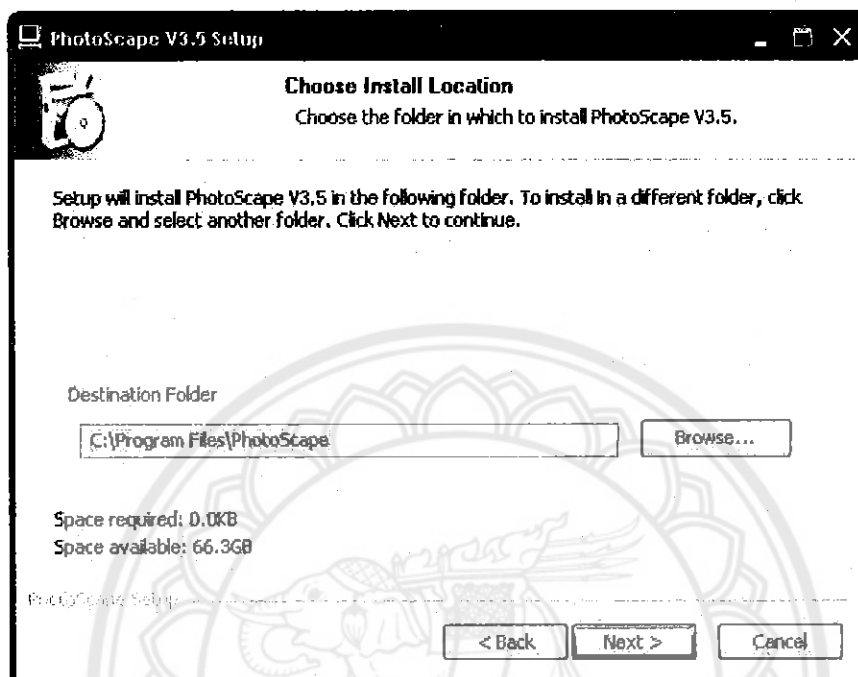 PhotoScape V3.5 Setup
Choose Install Location
Choose the folder in which to install PhotoScape V3.5.
Setup will install PhotoScape V3.5 in the following folder. To install in a different folder, click
Browse and select another folder. Click Next to continue.
Destination Folder
C:\Program Files\PhotoScape
Browse...
Space required: 0.0KB
Space available: 66.3GB
PhotoScape Setup
< Back
Next >
Cancel